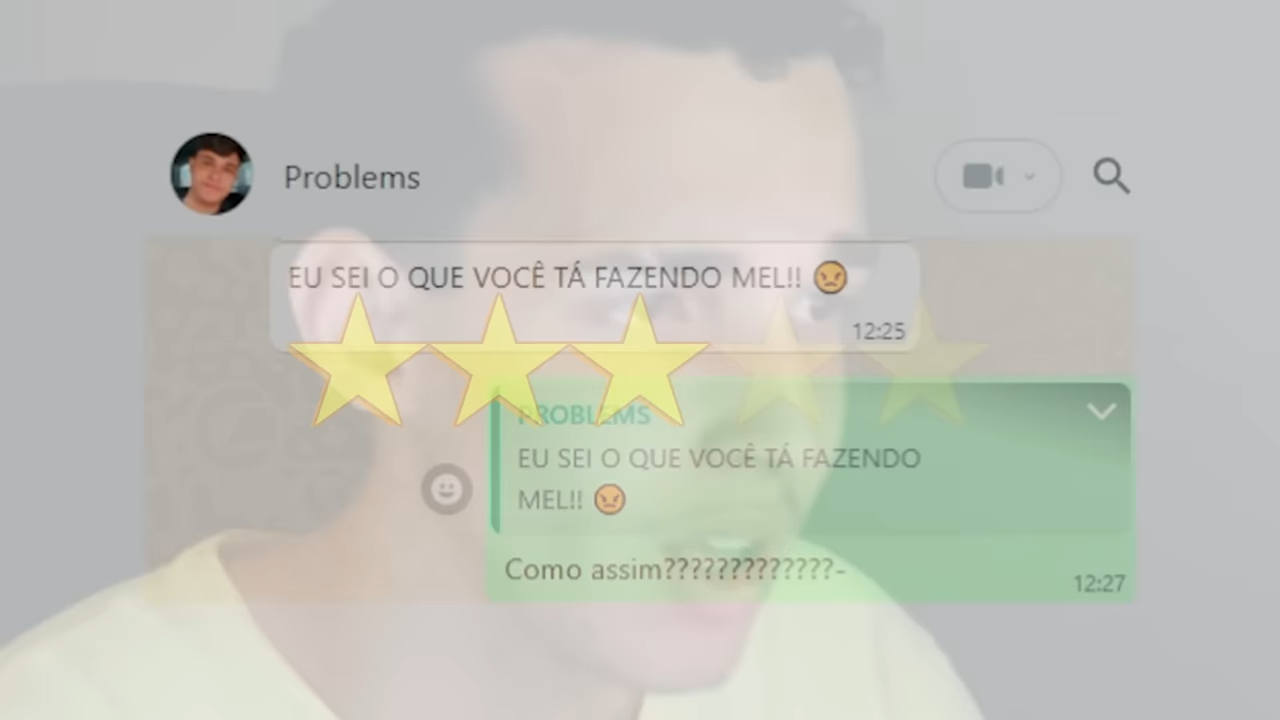 Problems
EU SEI O QUE VOCÊ TÁ FAZENDO MEL!! 😡
12:25
PROBLEMS
EU SEI O QUE VOCÊ TÁ FAZENDO
MEL!! 😡
Como assim?????????????-
12:27